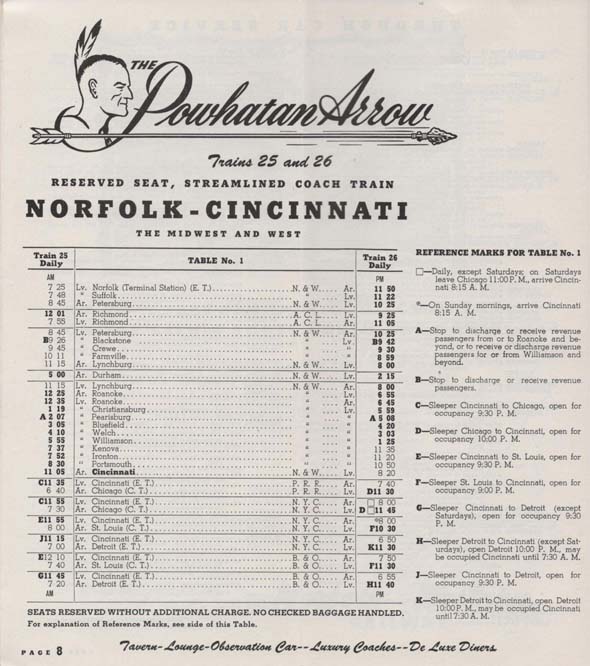 THE
Powhatan Arrow
Trains 25 and 26
RESERVED SEAT, STREAMLINED COACH TRAIN
NORFOLK-CINCINNATI
THE MIDWEST AND WEST
Train 25 Daily TABLE No. 1 Train 26 Daily
AM PM
7 25 Lv. Norfolk (Terminal Station) (E. T.) N. & W. Ar. 11 50
7 48 " Suffolk " Lv. 11 22
8 45 Ar. Petersburg N. & W. Lv. 10 25
12 01 Ar. Richmond A. C. L. Lv. 9 25
7 55 Lv. Richmond A. C. L. Ar. 11 05
8 45 Lv. Petersburg N. & W. Ar. 10 25
B9 26 " Blackstone " Lv. B9 42
9 45 " Crewe " " 9 30
10 11 " Farmville " " 8 59
11 15 Ar. Lynchburg N. & W. Lv. 8 00
5 00 Ar. Durham N. & W. Lv. 2 15
11 15 Lv. Lynchburg N. & W. Ar. 8 00
12 25 Ar. Roanoke " Lv. 6 55
12 35 Lv. Roanoke " Ar. 6 45
1 19 " Christiansburg " Lv. 5 59
A 2 07 " Pearisburg " " A 5 08
3 05 " Bluefield " " 4 20
4 10 " Welch " " 3 03
5 55 " Williamson " " 1 25
7 37 " Kenova " " 11 35
7 52 " Ironton " " 11 20
8 30 " Portsmouth " " 10 50
11 05 Ar. Cincinnati N. & W. Lv. 8 20
C11 35 Lv. Cincinnati (E. T.) P. R. R. Ar. 7 40
6 40 Ar. Chicago (C. T.) P. R. R. Lv. D11 30
C11 55 Lv. Cincinnati (E. T.) N. Y. C. Ar. □ 8 00
7 30 Ar. Chicago (C. T.) N. Y. C. Lv. D □11 45
E11 55 Lv. Cincinnati (E. T.) N. Y. C. Ar. *8 00
8 00 Ar. St. Louis (C. T.) N. Y. C. Lv. F10 30
J11 15 Lv. Cincinnati (E. T.) N. Y. C. Ar. 6 50
7 00 Ar. Detroit (E. T.) N. Y. C. Lv. K11 30
E12 10 Lv. Cincinnati (E. T.) B. & O. Ar. 7 50
7 40 Ar. St. Louis (C. T.) B. & O. Lv. F11 30
G11 45 Lv. Cincinnati (E. T.) B. & O. Ar. 6 55
7 20 Ar. Detroit (E. T.) B. & O. Lv. H11 40
AM PM
REFERENCE MARKS FOR TABLE No. 1
□—Daily, except Saturdays; on Saturdays
leave Chicago 11:00 P. M., arrive Cincin-
nati 8:15 A. M.
*—On Sunday mornings, arrive Cincinnati
8:15 A. M.
A—Stop to discharge or receive revenue
passengers from or to Roanoke and be-
yond, or to receive or discharge revenue
passengers for or from Williamson and
beyond.
B—Stop to discharge or receive revenue
passengers.
C—Sleeper Cincinnati to Chicago, open for
occupancy 9:30 P. M.
D—Sleeper Chicago to Cincinnati, open for
occupancy 10:00 P. M.
E—Sleeper Cincinnati to St. Louis, open for
occupancy 9:30 P. M.
F—Sleeper St. Louis to Cincinnati, open for
occupancy 9:00 P. M.
G—Sleeper Cincinnati to Detroit (except
Saturdays), open for occupancy 9:30
P. M.
H—Sleeper Detroit to Cincinnati (except Sat-
urdays), open Detroit 10:00 P. M., may
be occupied Cincinnati until 7:30 A. M.
J—Sleeper Cincinnati to Detroit, open for
occupancy 9:30 P. M.
K—Sleeper Detroit to Cincinnati, open Detroit
10:00 P. M., may be occupied Cincinnati
until 7:30 A. M.
SEATS RESERVED WITHOUT ADDITIONAL CHARGE. NO CHECKED BAGGAGE HANDLED.
For explanation of Reference Marks, see side of this Table.
PAGE 8 Tavern-Lounge-Observation Car--Luxury Coaches--De Luxe Diners